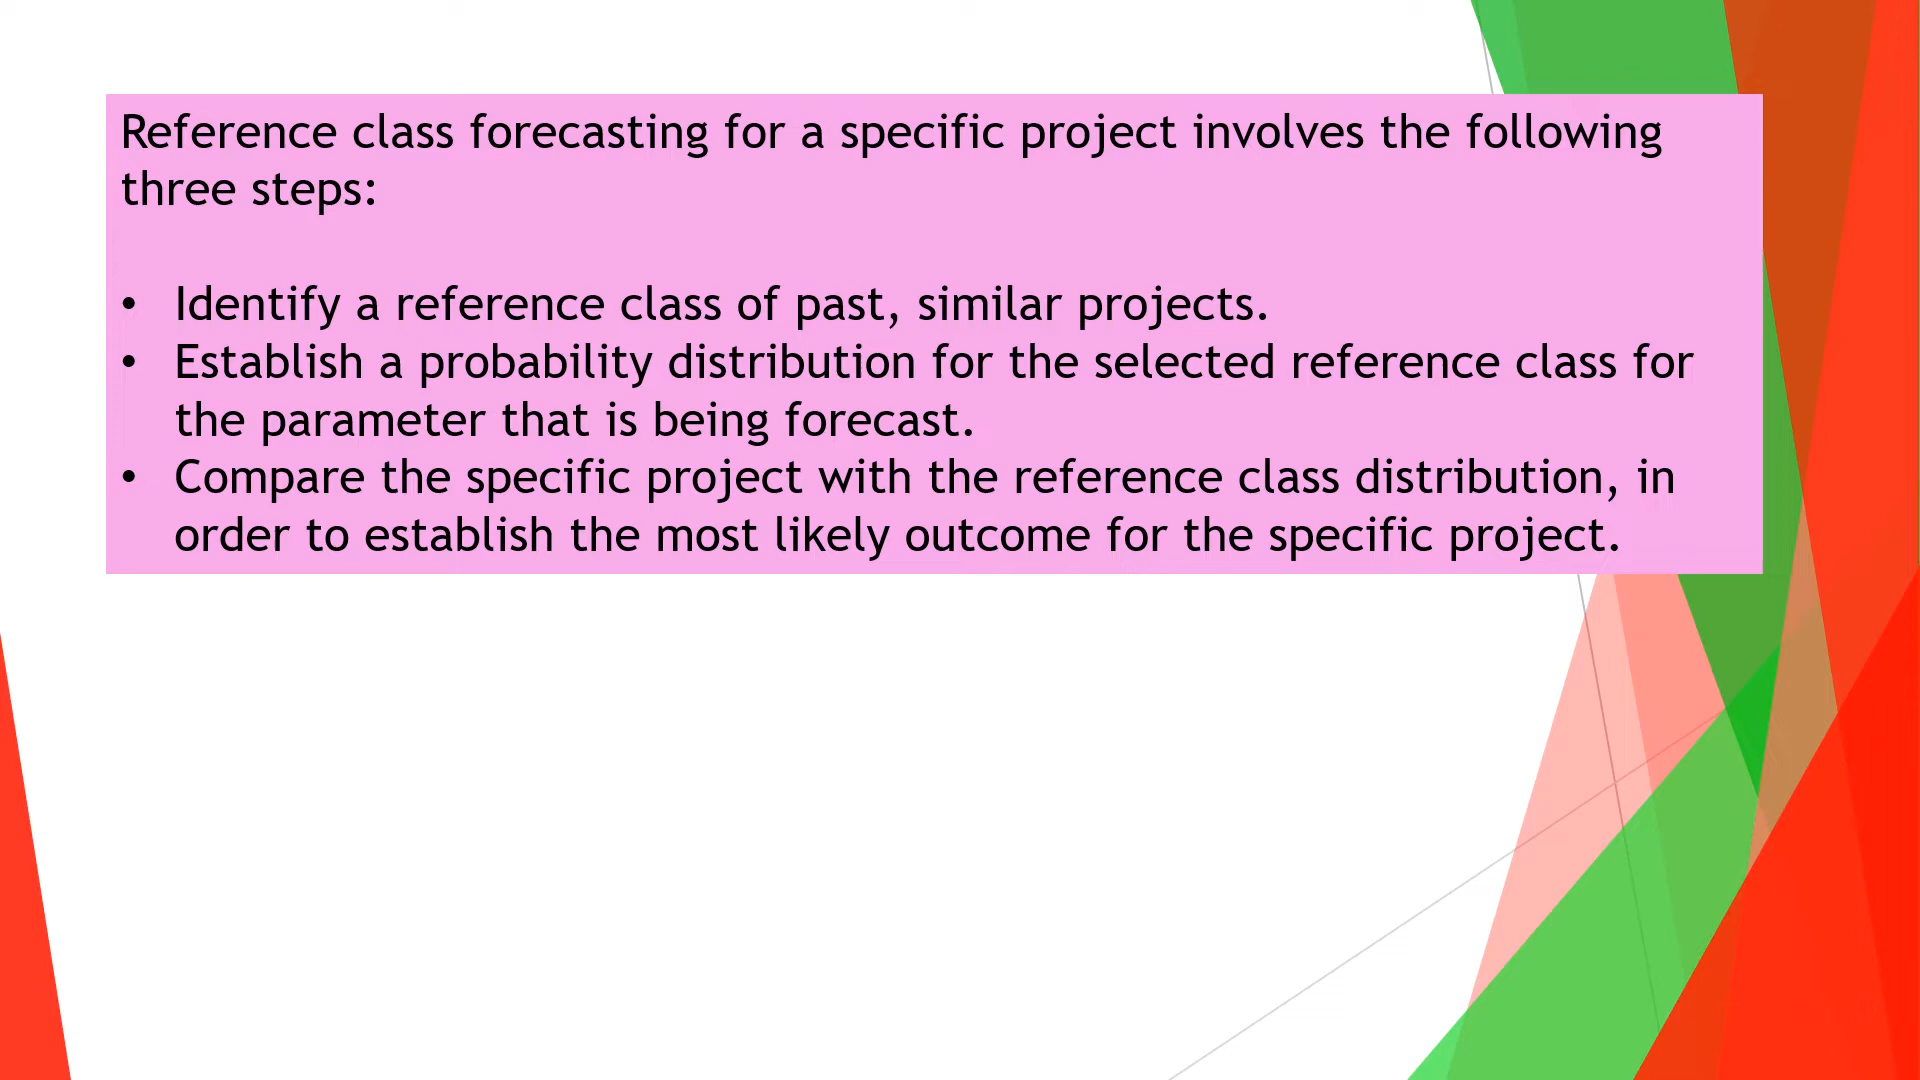 Reference class forecasting for a specific project involves the following
three steps:
• Identify a reference class of past, similar projects.
• Establish a probability distribution for the selected reference class for
the parameter that is being forecast.
• Compare the specific project with the reference class distribution, in
order to establish the most likely outcome for the specific project.